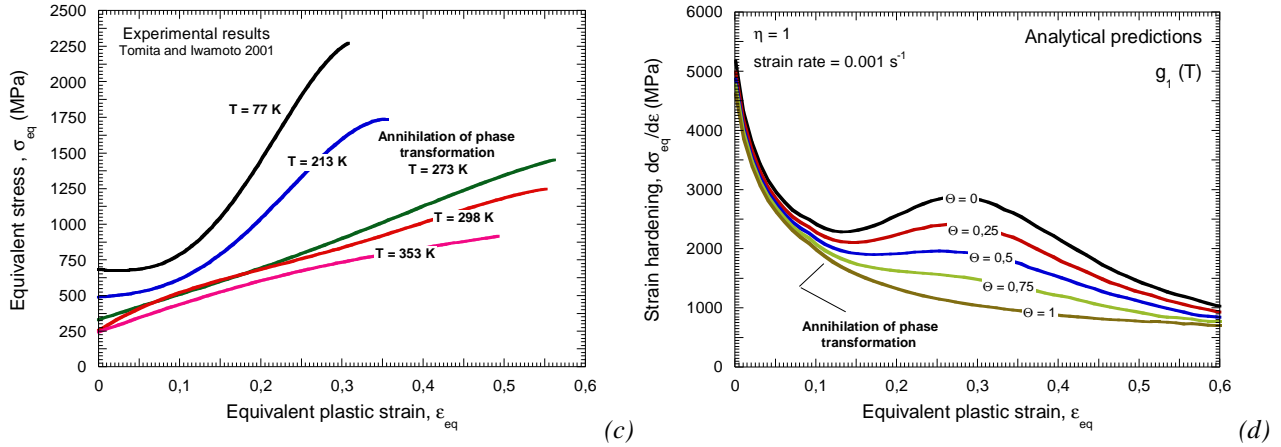 Equivalent stress , σeq (MPa)
2500
2250
2000
1750
1500
1250
1000
750
500
250
0
Experimental results
Tomita and Iwamoto 2001
T = 77 K
T = 213 K
Annihilation of phase
transformation
T = 273 K
T = 298 K
T = 353 K
0 0,1 0,2 0,3 0,4 0,5 0,6
Equivalent plastic strain, εeq
(c)
Strain hardening, dσeq/dε (MPa)
6000
5000
4000
3000
2000
1000
0
η = 1
strain rate = 0.001 s-1
Analytical predictions
g1 (T)
Θ = 0
Θ = 0,25
Θ = 0,5
Θ = 0,75
Θ = 1
Annihilation of phase
transformation
0 0,1 0,2 0,3 0,4 0,5 0,6
Equivalent plastic strain, εeq
(d)